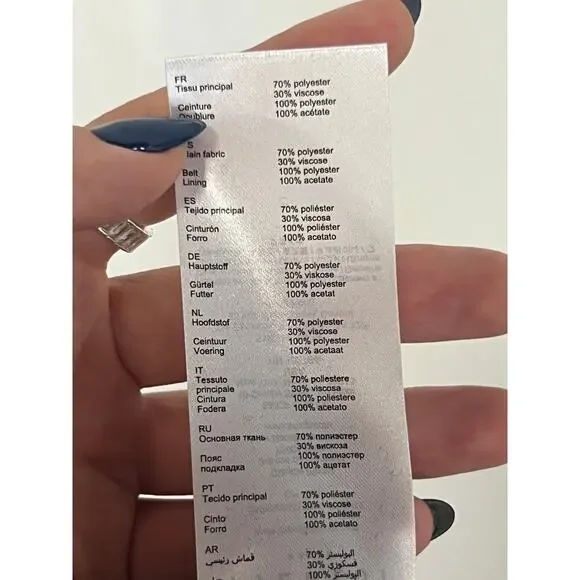 FR
Tissu principal 70% polyester
30% viscose
Ceinture 100% polyester
Doublure 100% acétate
S
ain fabric 70% polyester
30% viscose
Belt 100% polyester
Lining 100% acetate
ES
Tejido principal 70% poliéster
30% viscosa
Cinturón 100% poliéster
Forro 100% acetato
DE
Hauptstoff 70% polyester
30% viskose
Gürtel 100% polyester
Futter 100% acetat
NL
Hoofdstof 70% polyester
30% viscose
Ceintuur 100% polyester
Voering 100% acetaat
IT
Tessuto 70% poliestere
principale 30% viscosa
Cintura 100% poliestere
Fodera 100% acetato
RU
Основная ткань 70% полиэстер
30% вискоза
Пояс 100% полиэстер
подкладка 100% ацетат
PT
Tecido principal 70% poliéster
30% viscose
Cinto 100% poliéster
Forro 100% acetato
AR
قماش رئيسي 70% البوليستر
30% فسكوزي
100% البوليستر